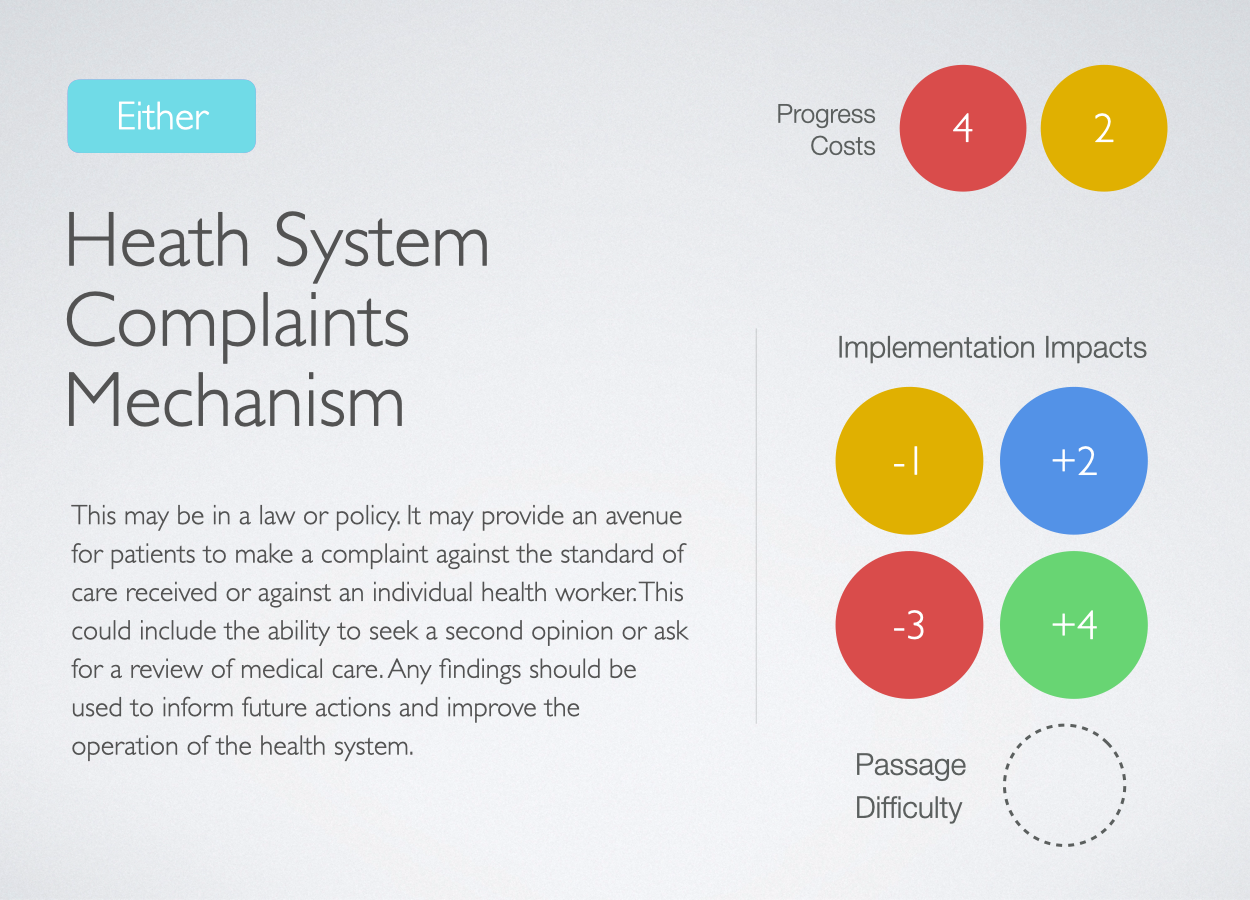 Either
Progress
Costs
4
2
Heath System
Complaints
Mechanism
This may be in a law or policy. It may provide an avenue
for patients to make a complaint against the standard of
care received or against an individual health worker. This
could include the ability to seek a second opinion or ask
for a review of medical care. Any findings should be
used to inform future actions and improve the
operation of the health system.
Implementation Impacts
-1
+2
-3
+4
Passage
Difficulty